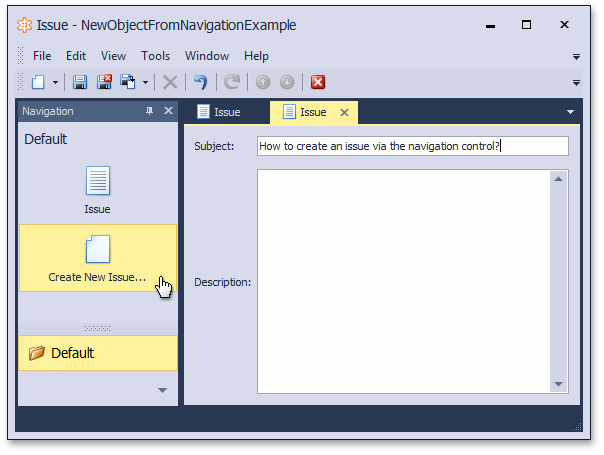 Issue - NewObjectFromNavigationExample
File Edit View Tools Window Help
Navigation
Issue
Issue
Default
Subject:
How to create an issue via the navigation control?
Issue
Create New Issue...
Description:
Default